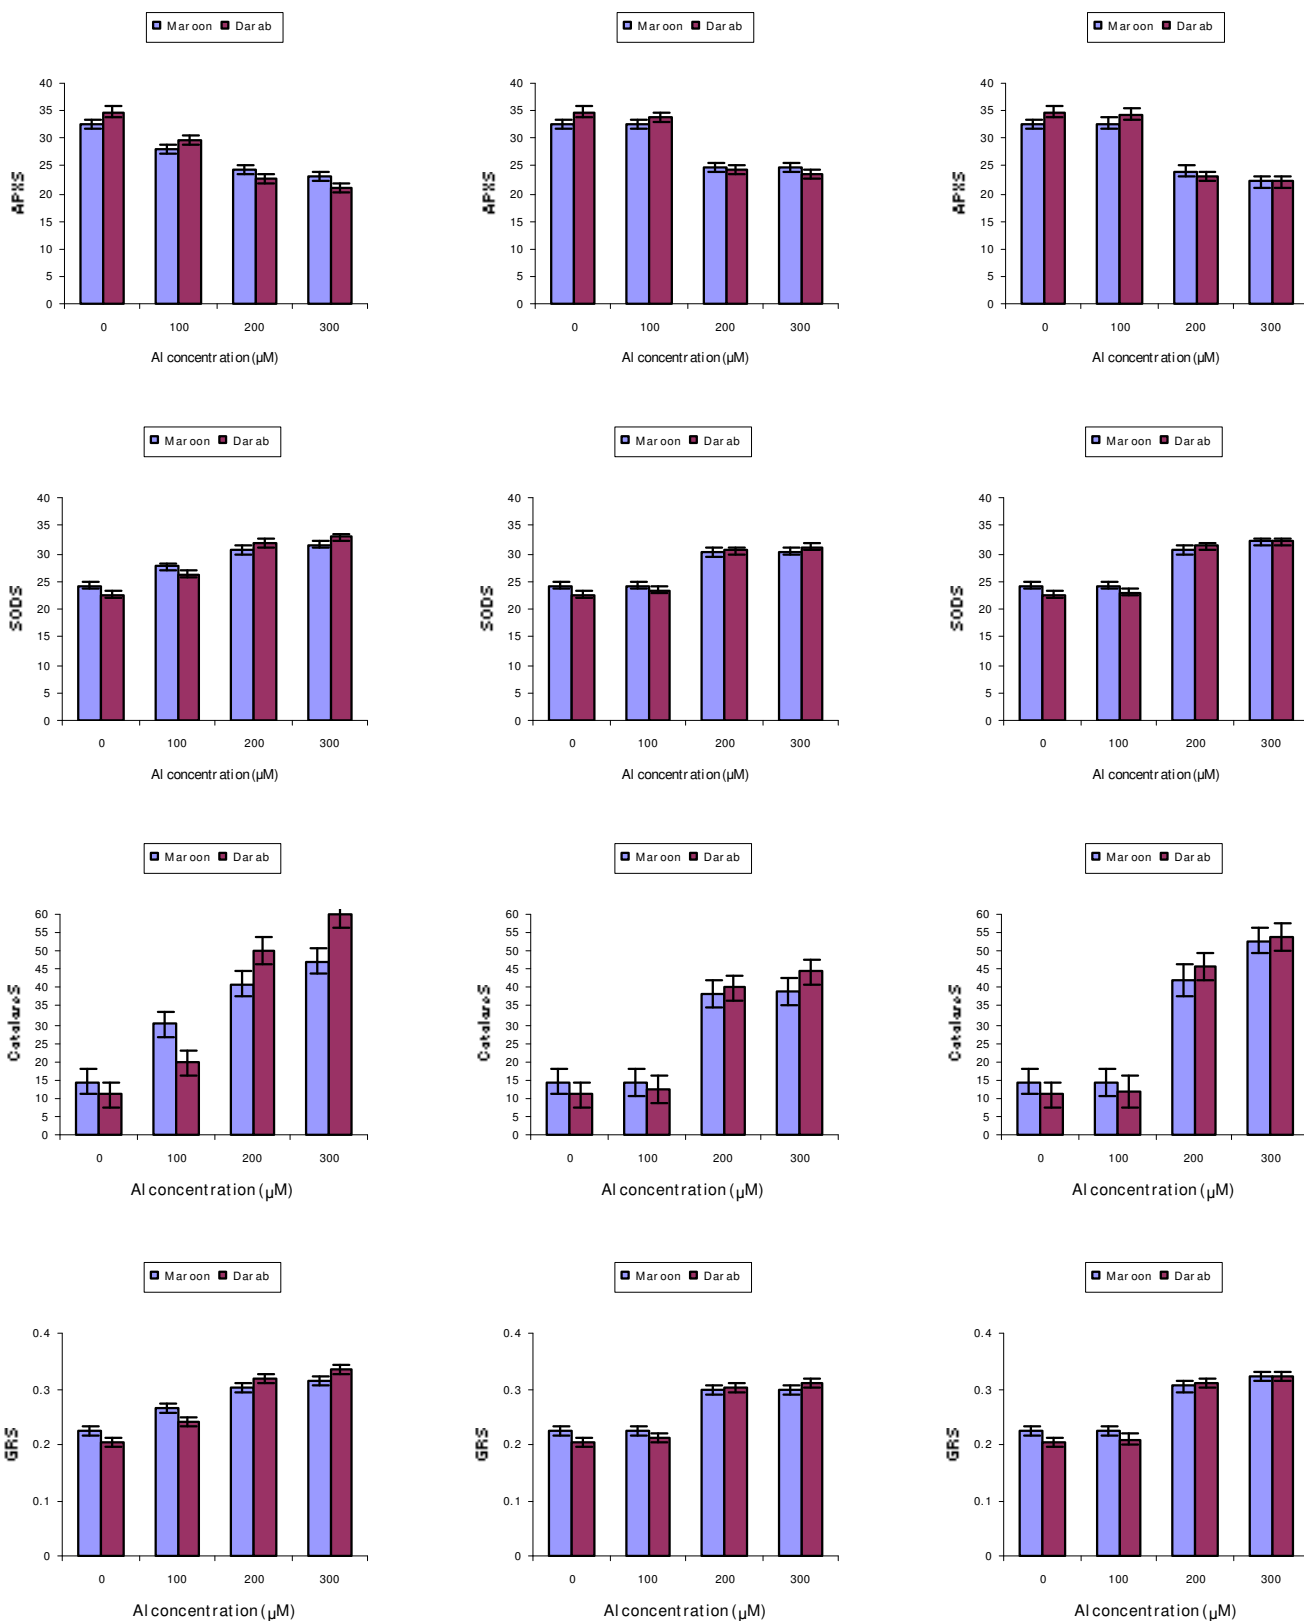 Maroon Darab Maroon Darab Maroon Darab
40 40 40
35 35 35
30 30 30
25 25 25
20 20 20
15 15 15
10 10 10
5 5 5
0 0 0
APXS APXS APXS
0 100 200 300 0 100 200 300 0 100 200 300
Al concentration (µM) Al concentration (µM) Al concentration (µM)
Maroon Darab Maroon Darab Maroon Darab
40 40 40
35 35 35
30 30 30
25 25 25
20 20 20
15 15 15
10 10 10
5 5 5
0 0 0
SODS SODS SODS
0 100 200 300 0 100 200 300 0 100 200 300
Al concentration (µM) Al concentration (µM) Al concentration (µM)
Maroon Darab Maroon Darab Maroon Darab
60 60 60
55 55 55
50 50 50
45 45 45
40 40 40
35 35 35
30 30 30
25 25 25
20 20 20
15 15 15
10 10 10
5 5 5
0 0 0
CatalaseS CatalaseS CatalaseS
0 100 200 300 0 100 200 300 0 100 200 300
Al concentration (µM) Al concentration (µM) Al concentration (µM)
Maroon Darab Maroon Darab Maroon Darab
0.4 0.4 0.4
0.3 0.3 0.3
0.2 0.2 0.2
0.1 0.1 0.1
0 0 0
GRS GRS GRS
0 100 200 300 0 100 200 300 0 100 200 300
Al concentration (µM) Al concentration (µM) Al concentration (µM)